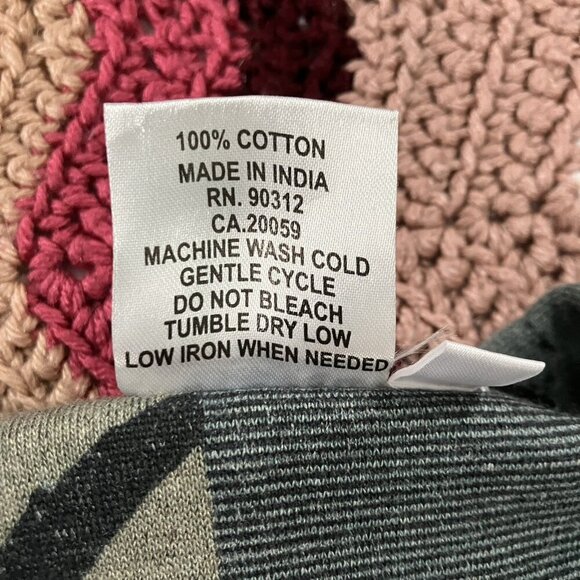 100% COTTON
MADE IN INDIA
RN. 90312
CA.20059
MACHINE WASH COLD
GENTLE CYCLE
DO NOT BLEACH
TUMBLE DRY LOW
LOW IRON WHEN NEEDED